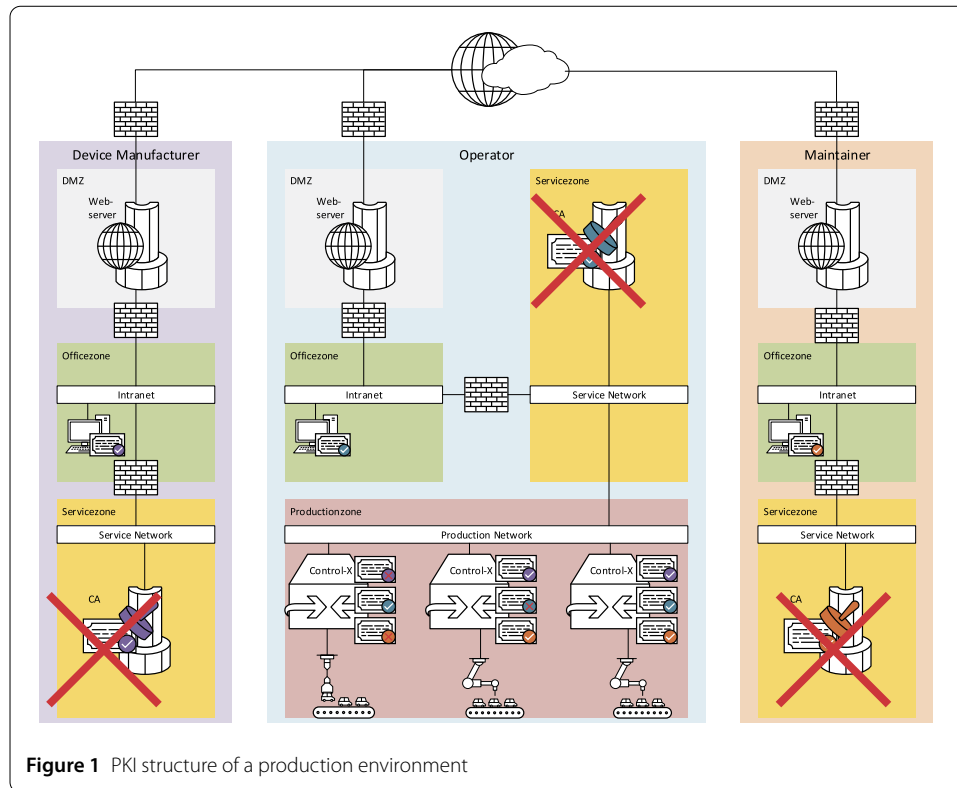 Device Manufacturer
DMZ
Web-
server
Officezone
Intranet
Servicezone
Service Network
CA
Operator
DMZ
Web-
server
Servicezone
CA
Officezone
Intranet
Service Network
Productionzone
Production Network
Control-X
Control-X
Control-X
Maintainer
DMZ
Web-
server
Officezone
Intranet
Servicezone
Service Network
CA
Figure 1 PKI structure of a production environment